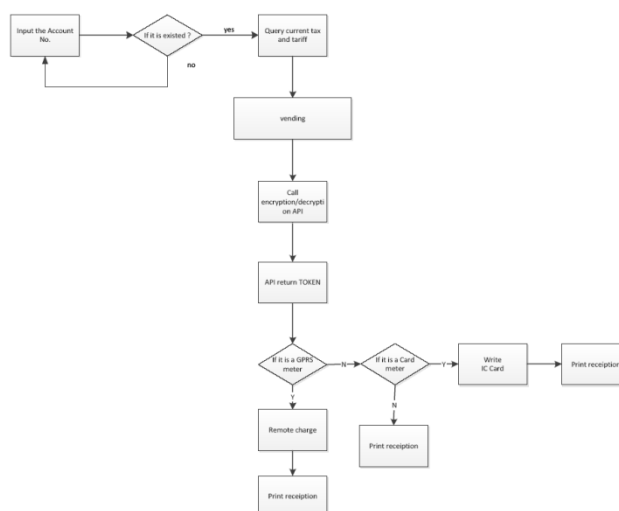 Input the Account
No.
If it is existed ?
yes
Query current tax
and tariff
no
vending
Call
encryption/decrypti
on API
API return TOKEN
If it is a GPRS
meter
N
If it is a Card
meter
Y
Write
IC Card
Print receiption
Y
N
Remote charge
Print receiption
Print receiption